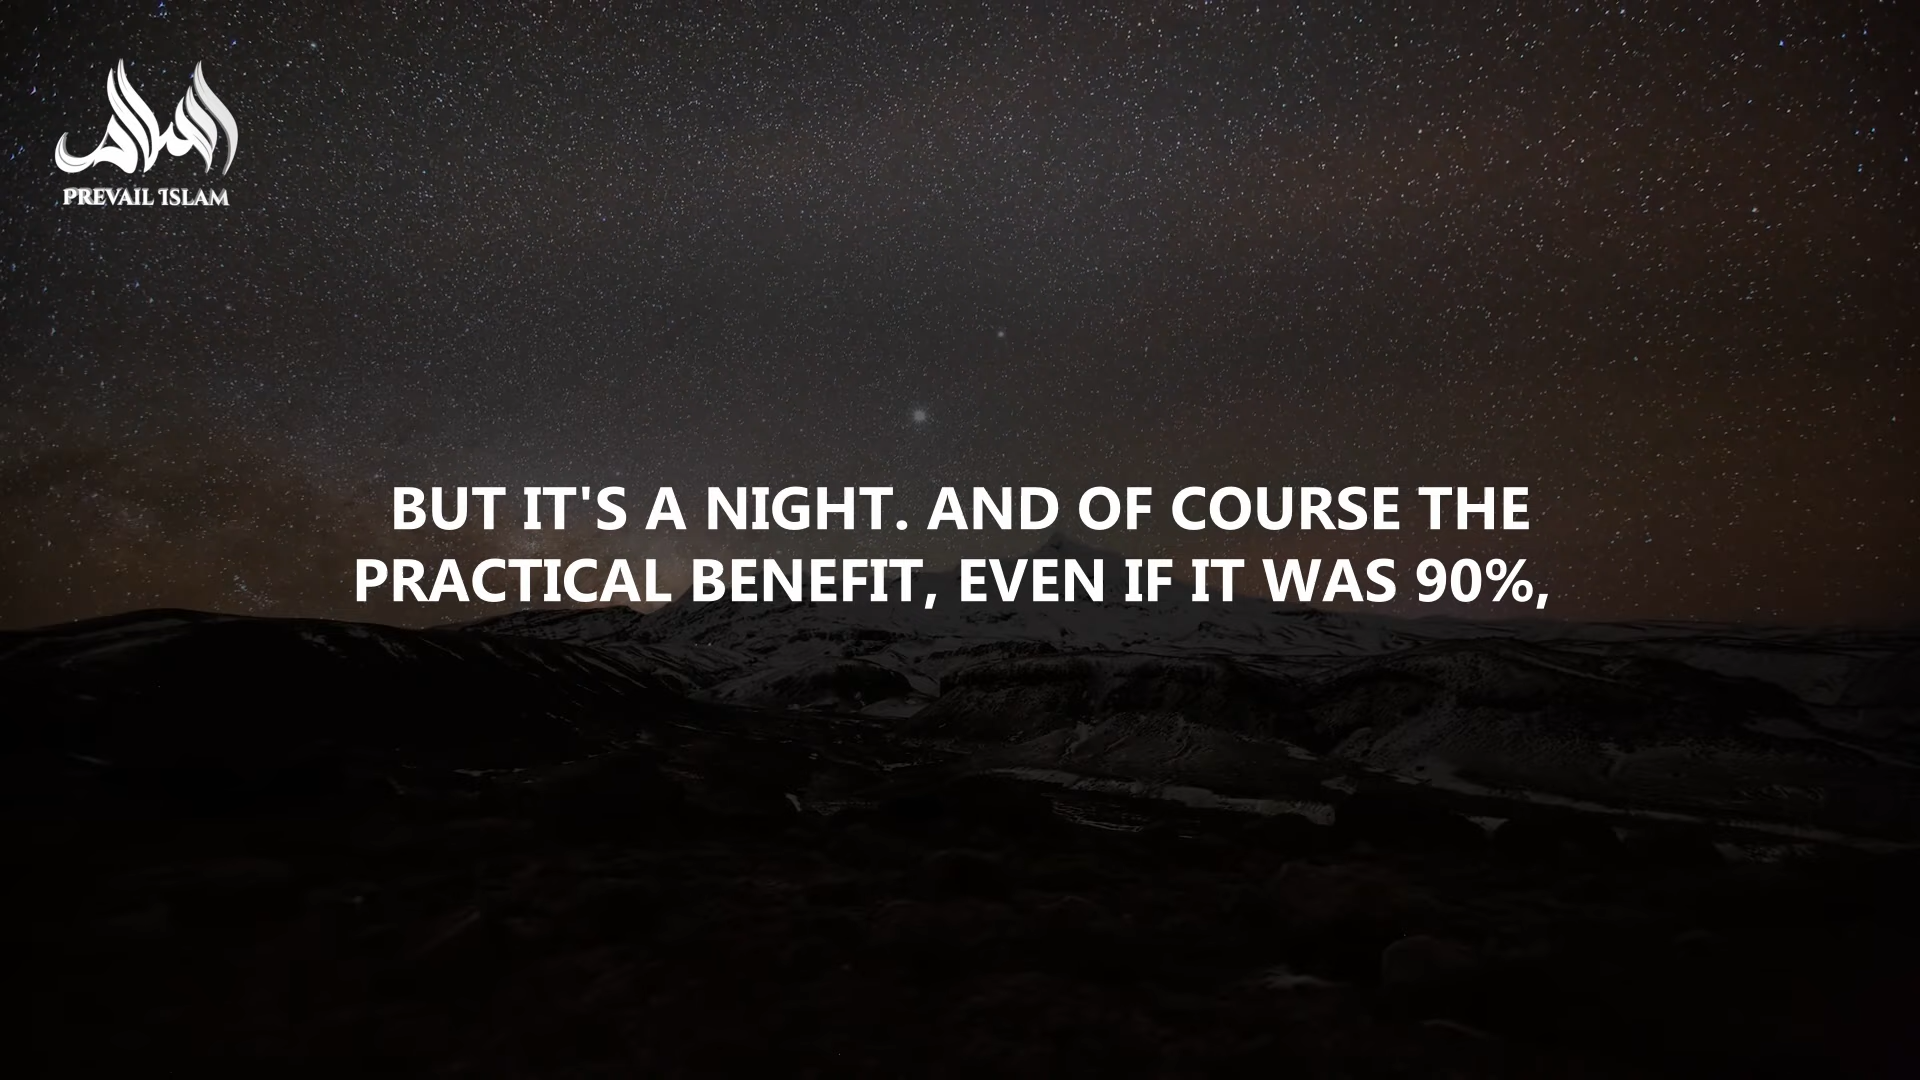 PREVAIL ISLAM
BUT IT'S A NIGHT. AND OF COURSE THE
PRACTICAL BENEFIT, EVEN IF IT WAS 90%,